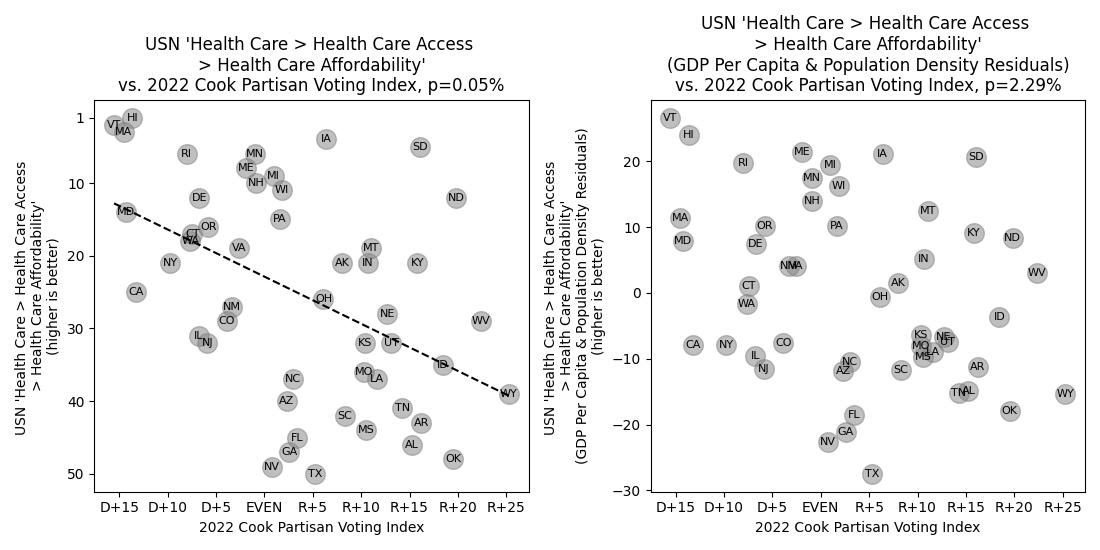 USN 'Health Care > Health Care Access
> Health Care Affordability'
vs. 2022 Cook Partisan Voting Index, p=0.05%
USN 'Health Care > Health Care Access
> Health Care Affordability'
(higher is better)
1
10
20
30
40
50
VT
HI
MA
RI
MN
IA
SD
ME
NH
MI
WI
DE
ND
MD
PA
OR
CT
WA
VA
MT
NY
AK
IN
KY
CA
OH
NM
CO
NE
WV
IL
NJ
KS
UT
ID
NC
MO
LA
WY
AZ
TN
SC
AR
MS
FL
AL
GA
OK
NV
TX
D+15
D+10
D+5
EVEN
R+5
R+10
R+15
R+20
R+25
2022 Cook Partisan Voting Index
USN 'Health Care > Health Care Access
> Health Care Affordability'
(GDP Per Capita & Population Density Residuals)
vs. 2022 Cook Partisan Voting Index, p=2.29%
USN 'Health Care > Health Care Access
> Health Care Affordability'
(GDP Per Capita & Population Density Residuals)
(higher is better)
20
10
0
−10
−20
−30
VT
HI
RI
ME
MN
MI
IA
SD
WI
NH
MT
MA
OR
PA
MD
DE
KY
ND
NM
VA
IN
WV
CT
AK
OH
WA
ID
CA
NY
CO
KS
NE
UT
MO
LA
MS
IL
NJ
NC
AZ
SC
AR
TN
AL
WY
FL
OK
GA
NV
TX
D+15
D+10
D+5
EVEN
R+5
R+10
R+15
R+20
R+25
2022 Cook Partisan Voting Index